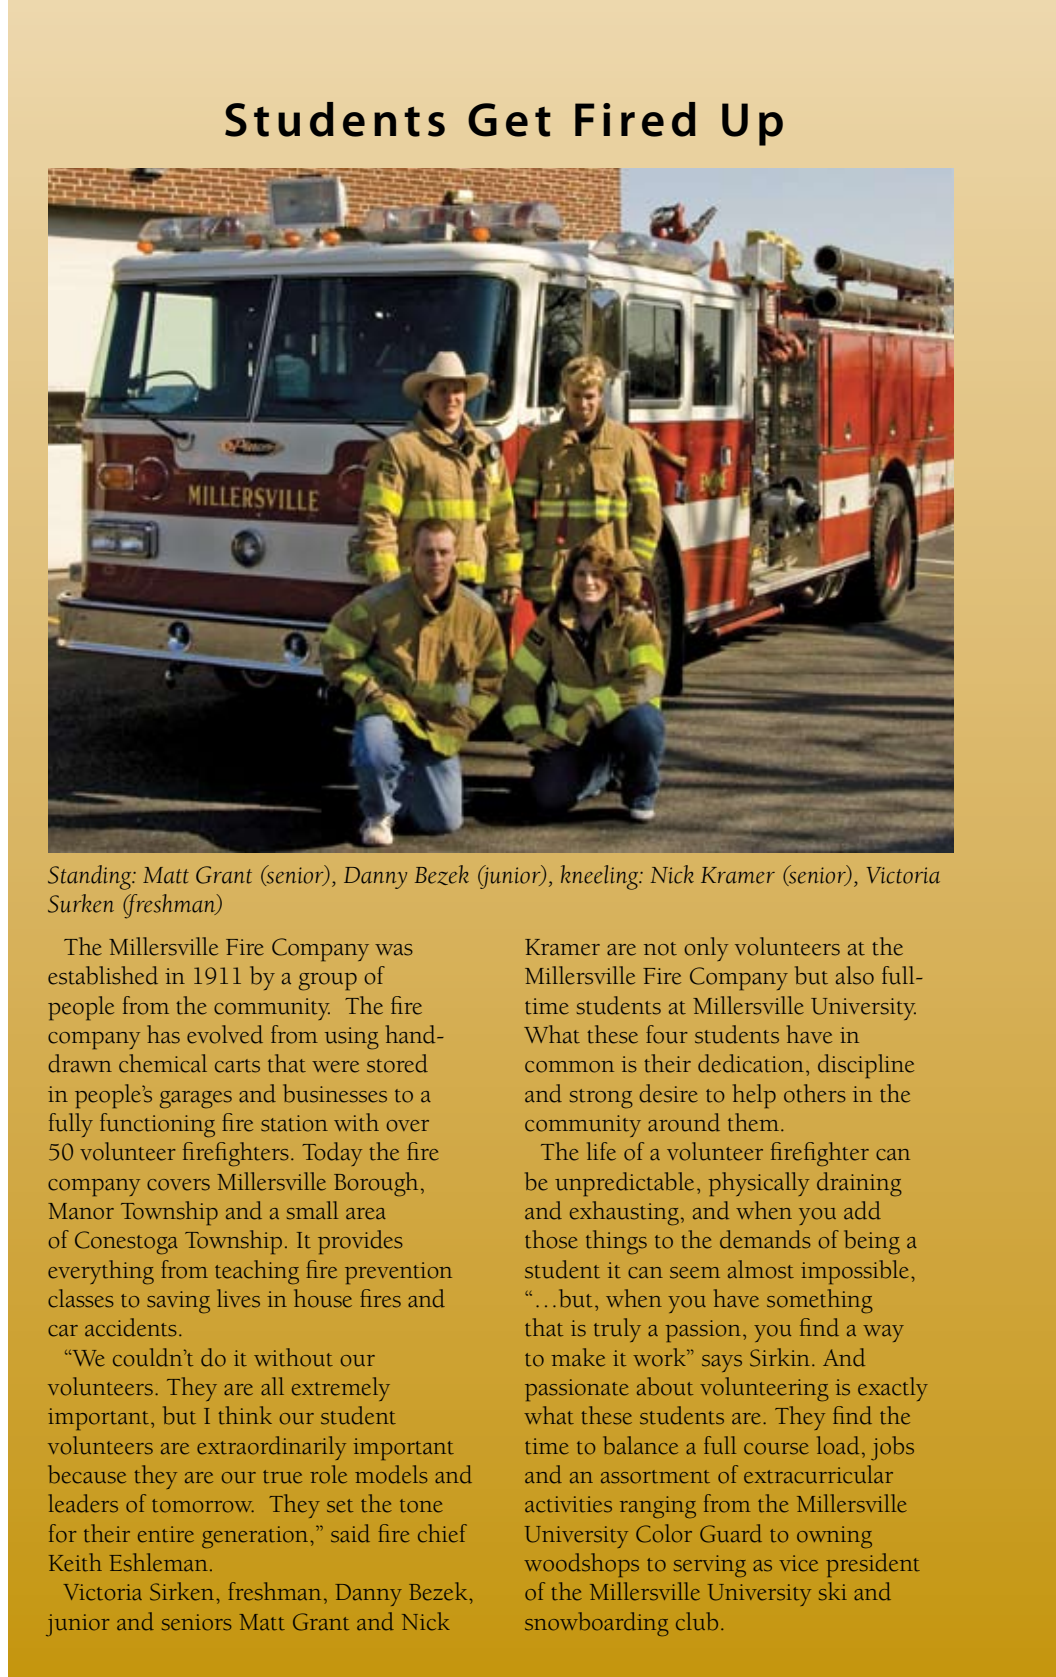 Students Get Fired Up
MILLERSVILLE
Standing: Matt Grant (senior), Danny Bezek (junior), kneeling: Nick Kramer (senior), Victoria
Surken (freshman)
The Millersville Fire Company was
established in 1911 by a group of
people from the community.  The fire
company has evolved from using hand-
drawn chemical carts that were stored
in people's garages and businesses to a
fully functioning fire station with over
50 volunteer firefighters. Today the fire
company covers Millersville Borough,
Manor Township and a small area
of Conestoga Township. It provides
everything from teaching fire prevention
classes to saving lives in house fires and
car accidents.
“We couldn't do it without our
volunteers. They are all extremely
important, but I think our student
volunteers are extraordinarily important
because they are our true role models and
leaders of tomorrow.  They set the tone
for their entire generation,” said fire chief
Keith Eshleman.
Victoria Sirken, freshman, Danny Bezek,
junior and seniors Matt Grant and Nick
Kramer are not only volunteers at the
Millersville Fire Company but also full-
time students at Millersville University.
What these four students have in
common is their dedication, discipline
and strong desire to help others in the
community around them.
The life of a volunteer firefighter can
be unpredictable, physically draining
and exhausting, and when you add
those things to the demands of being a
student it can seem almost impossible,
“…but, when you have something
that is truly a passion, you find a way
to make it work” says Sirkin. And
passionate about volunteering is exactly
what these students are. They find the
time to balance a full course load, jobs
and an assortment of extracurricular
activities ranging from the Millersville
University Color Guard to owning
woodshops to serving as vice president
of the Millersville University ski and
snowboarding club.